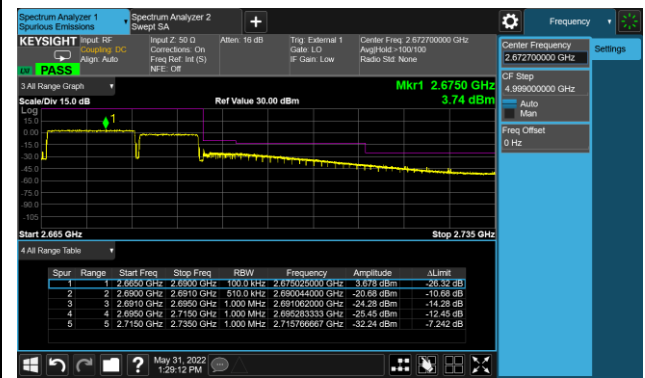 Spectrum Analyzer 1
Spurious Emissions
Spectrum Analyzer 2
Swept SA
Frequency
KEYSIGHT
Input: RF
Coupling: DC
Align: Auto
Input Z: 50 Ω
Corrections: On
Freq Ref: Int (S)
NFE: Off
Atten: 16 dB
Trig: External 1
Gate: LO
IF Gain: Low
Center Freq: 2.672700000 GHz
Avg|Hold:>100/100
Radio Std: None
PASS
3 All Range Graph
Mkr1 2.6750 GHz
Scale/Div 15.0 dB
Ref Value 30.00 dBm
3.74 dBm
Log
15.0
0.00
-15.0
-30.0
-45.0
-60.0
-75.0
-90.0
-105
1
Start 2.665 GHz
Stop 2.735 GHz
4 All Range Table
Spur Range Start Freq Stop Freq RBW Frequency Amplitude ΔLimit
1 1 2.6650 GHz 2.6900 GHz 100.0 kHz 2.675025000 GHz 3.678 dBm -26.32 dB
2 2 2.6900 GHz 2.6910 GHz 510.0 kHz 2.690044000 GHz -20.68 dBm -10.68 dB
3 3 2.6910 GHz 2.6950 GHz 1.000 MHz 2.691062000 GHz -24.28 dBm -14.28 dB
4 4 2.6950 GHz 2.7150 GHz 1.000 MHz 2.695283333 GHz -25.45 dBm -12.45 dB
5 5 2.7150 GHz 2.7350 GHz 1.000 MHz 2.715766667 GHz -32.24 dBm -7.242 dB
Center Frequency
2.672700000 GHz
Settings
CF Step
4.999000000 GHz
Auto
Man
Freq Offset
0 Hz
May 31, 2022
1:29:12 PM